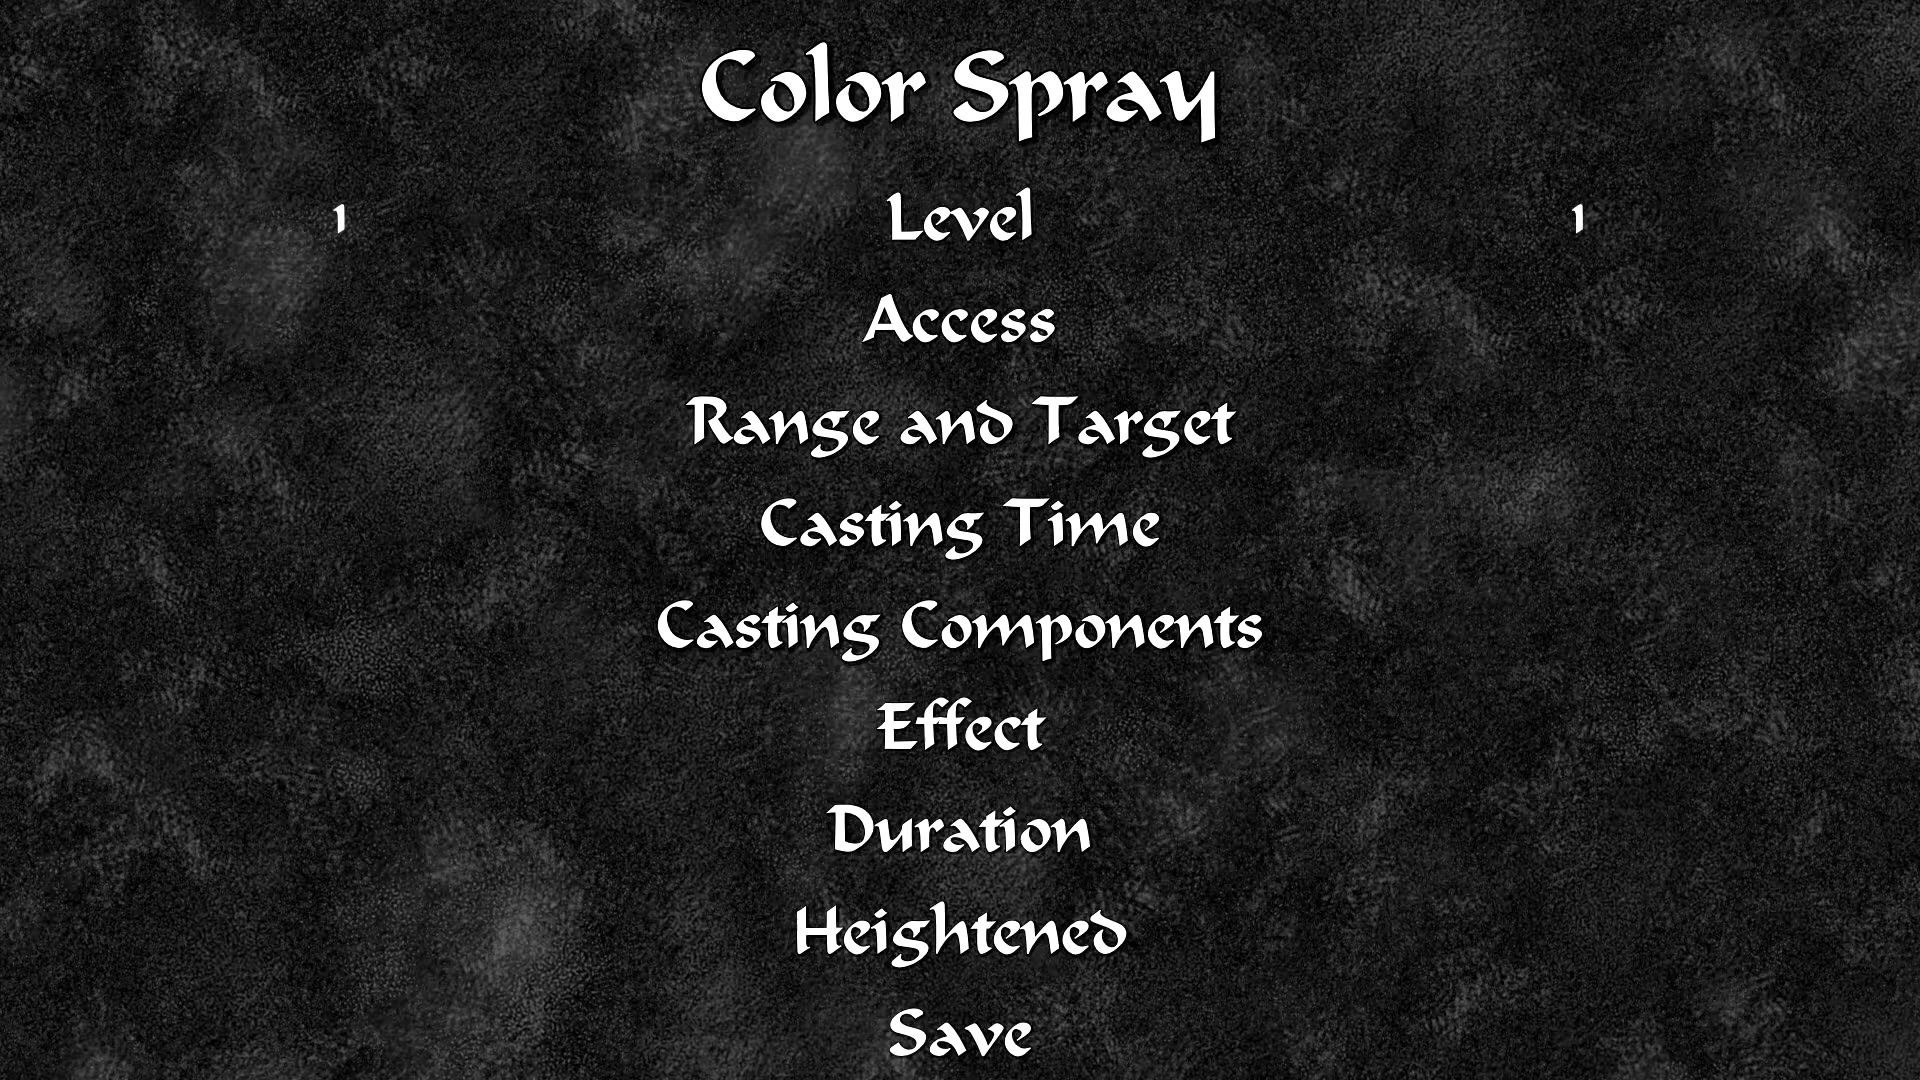 Color Spray
1 Level 1
Access
Range and Target
Casting Time
Casting Components
Effect
Duration
Heightened
Save